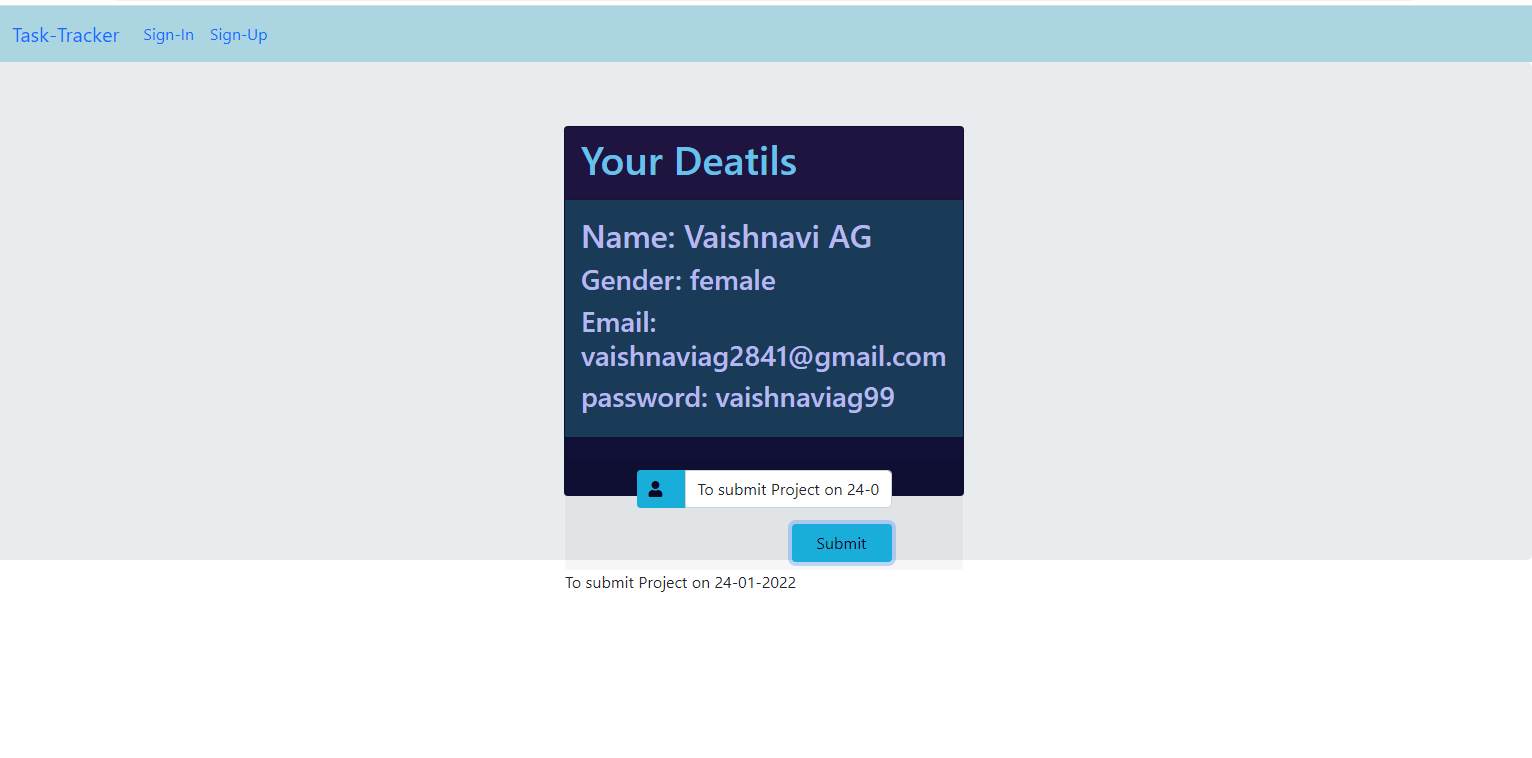 Task-Tracker Sign-In Sign-Up
Your Deatils
Name: Vaishnavi AG
Gender: female
Email:
vaishnaviag2841@gmail.com
password: vaishnaviag99
To submit Project on 24-0
Submit
To submit Project on 24-01-2022